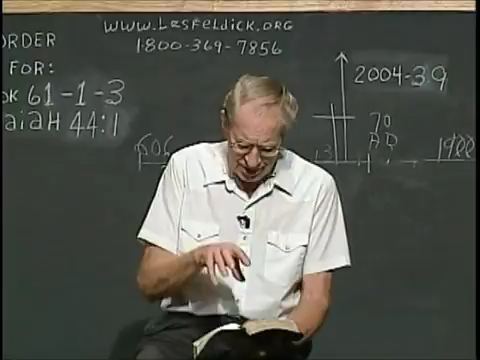 www.LesFeldick.org
1-800-369-7856
ORDER
FOR:
OK 61-1-3
aiaH 44:1
2004-39
70
AD
606
1900